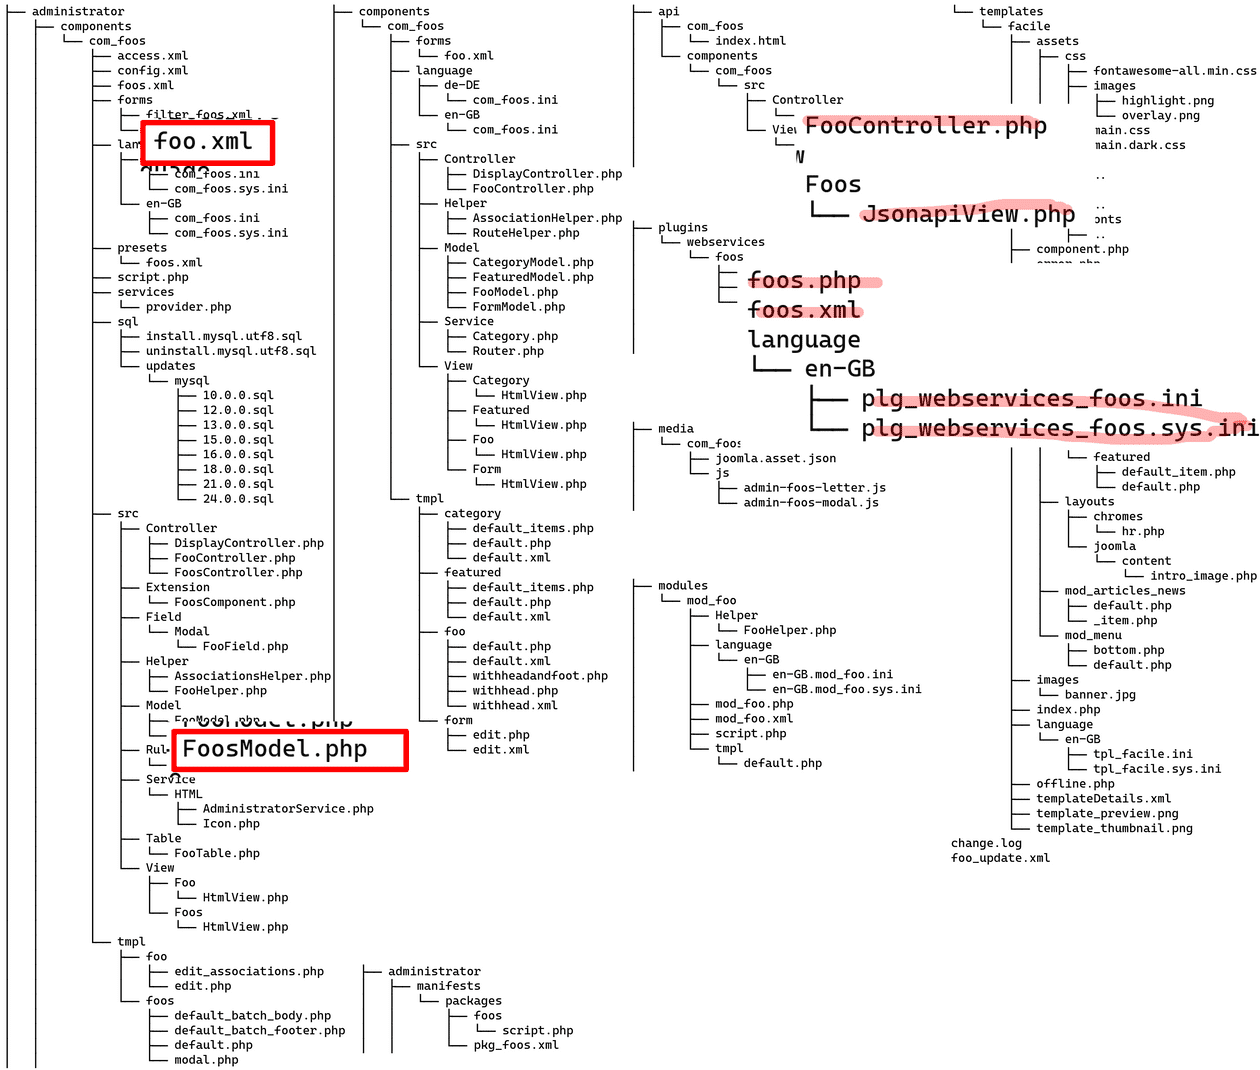 administrator
components
com_foos
access.xml
config.xml
foos.xml
forms
filter_foos.xml
foo.xml
com_foos.ini
com_foos.sys.ini
en-GB
com_foos.ini
com_foos.sys.ini
presets
foos.xml
script.php
services
provider.php
sql
install.mysql.utf8.sql
uninstall.mysql.utf8.sql
updates
mysql
10.0.0.sql
12.0.0.sql
13.0.0.sql
15.0.0.sql
16.0.0.sql
18.0.0.sql
21.0.0.sql
24.0.0.sql
src
Controller
DisplayController.php
FooController.php
FoosController.php
Extension
FoosComponent.php
Field
Modal
FooField.php
Helper
AssociationsHelper.php
FooHelper.php
Model
FooModel.php
FoosModel.php
Rul
Service
HTML
AdministratorService.php
Icon.php
Table
FooTable.php
View
Foo
HtmlView.php
Foos
HtmlView.php
tmpl
foo
edit_associations.php
edit.php
foos
default_batch_body.php
default_batch_footer.php
default.php
modal.php
components
com_foos
forms
foo.xml
language
de-DE
com_foos.ini
en-GB
com_foos.ini
src
Controller
DisplayController.php
FooController.php
Helper
AssociationHelper.php
RouteHelper.php
Model
CategoryModel.php
FeaturedModel.php
FooModel.php
FormModel.php
Service
Category.php
Router.php
View
Category
HtmlView.php
Featured
HtmlView.php
Foo
HtmlView.php
Form
HtmlView.php
tmpl
category
default_items.php
default.php
default.xml
featured
default_items.php
default.php
default.xml
foo
default.php
default.xml
withheadandfoot.php
withhead.php
withhead.xml
form
edit.php
edit.xml
administrator
manifests
packages
foos
script.php
pkg_foos.xml
api
com_foos
index.html
components
com_foos
src
Controller
FooController.php
View
Foos
JsonapiView.php
plugins
webservices
foos
foos.php
foos.xml
language
en-GB
plg_webservices_foos.ini
plg_webservices_foos.sys.ini
media
com_foos
joomla.asset.json
js
admin-foos-letter.js
admin-foos-modal.js
modules
mod_foo
Helper
FooHelper.php
language
en-GB
en-GB.mod_foo.ini
en-GB.mod_foo.sys.ini
mod_foo.php
mod_foo.xml
script.php
tmpl
default.php
templates
facile
assets
css
fontawesome-all.min.css
images
highlight.png
overlay.png
main.css
main.dark.css
..
..
onts
..
component.php
featured
default_item.php
default.php
layouts
chromes
hr.php
joomla
content
intro_image.php
mod_articles_news
default.php
_item.php
mod_menu
bottom.php
default.php
images
banner.jpg
index.php
language
en-GB
tpl_facile.ini
tpl_facile.sys.ini
offline.php
templateDetails.xml
template_preview.png
template_thumbnail.png
change.log
foo_update.xml